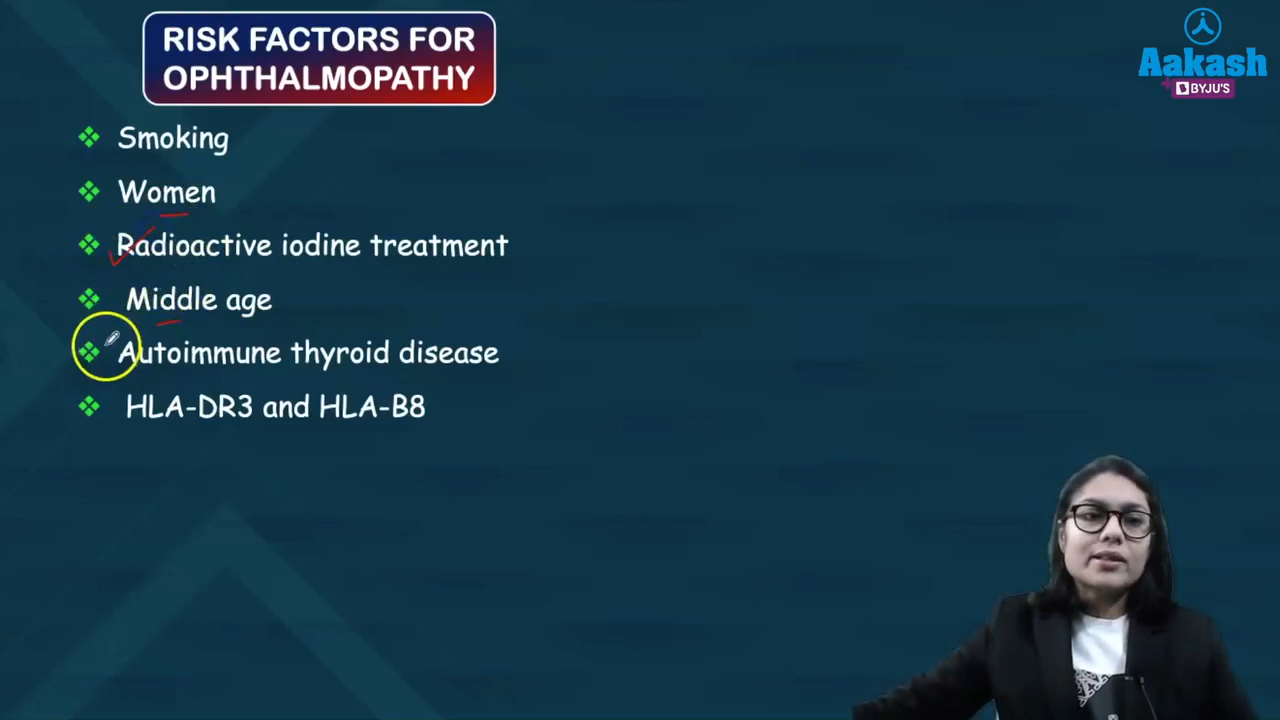 RISK FACTORS FOR
OPHTHALMOPATHY
Aakash
BYJU'S
Smoking
Women
Radioactive iodine treatment
Middle age
Autoimmune thyroid disease
HLA-DR3 and HLA-B8